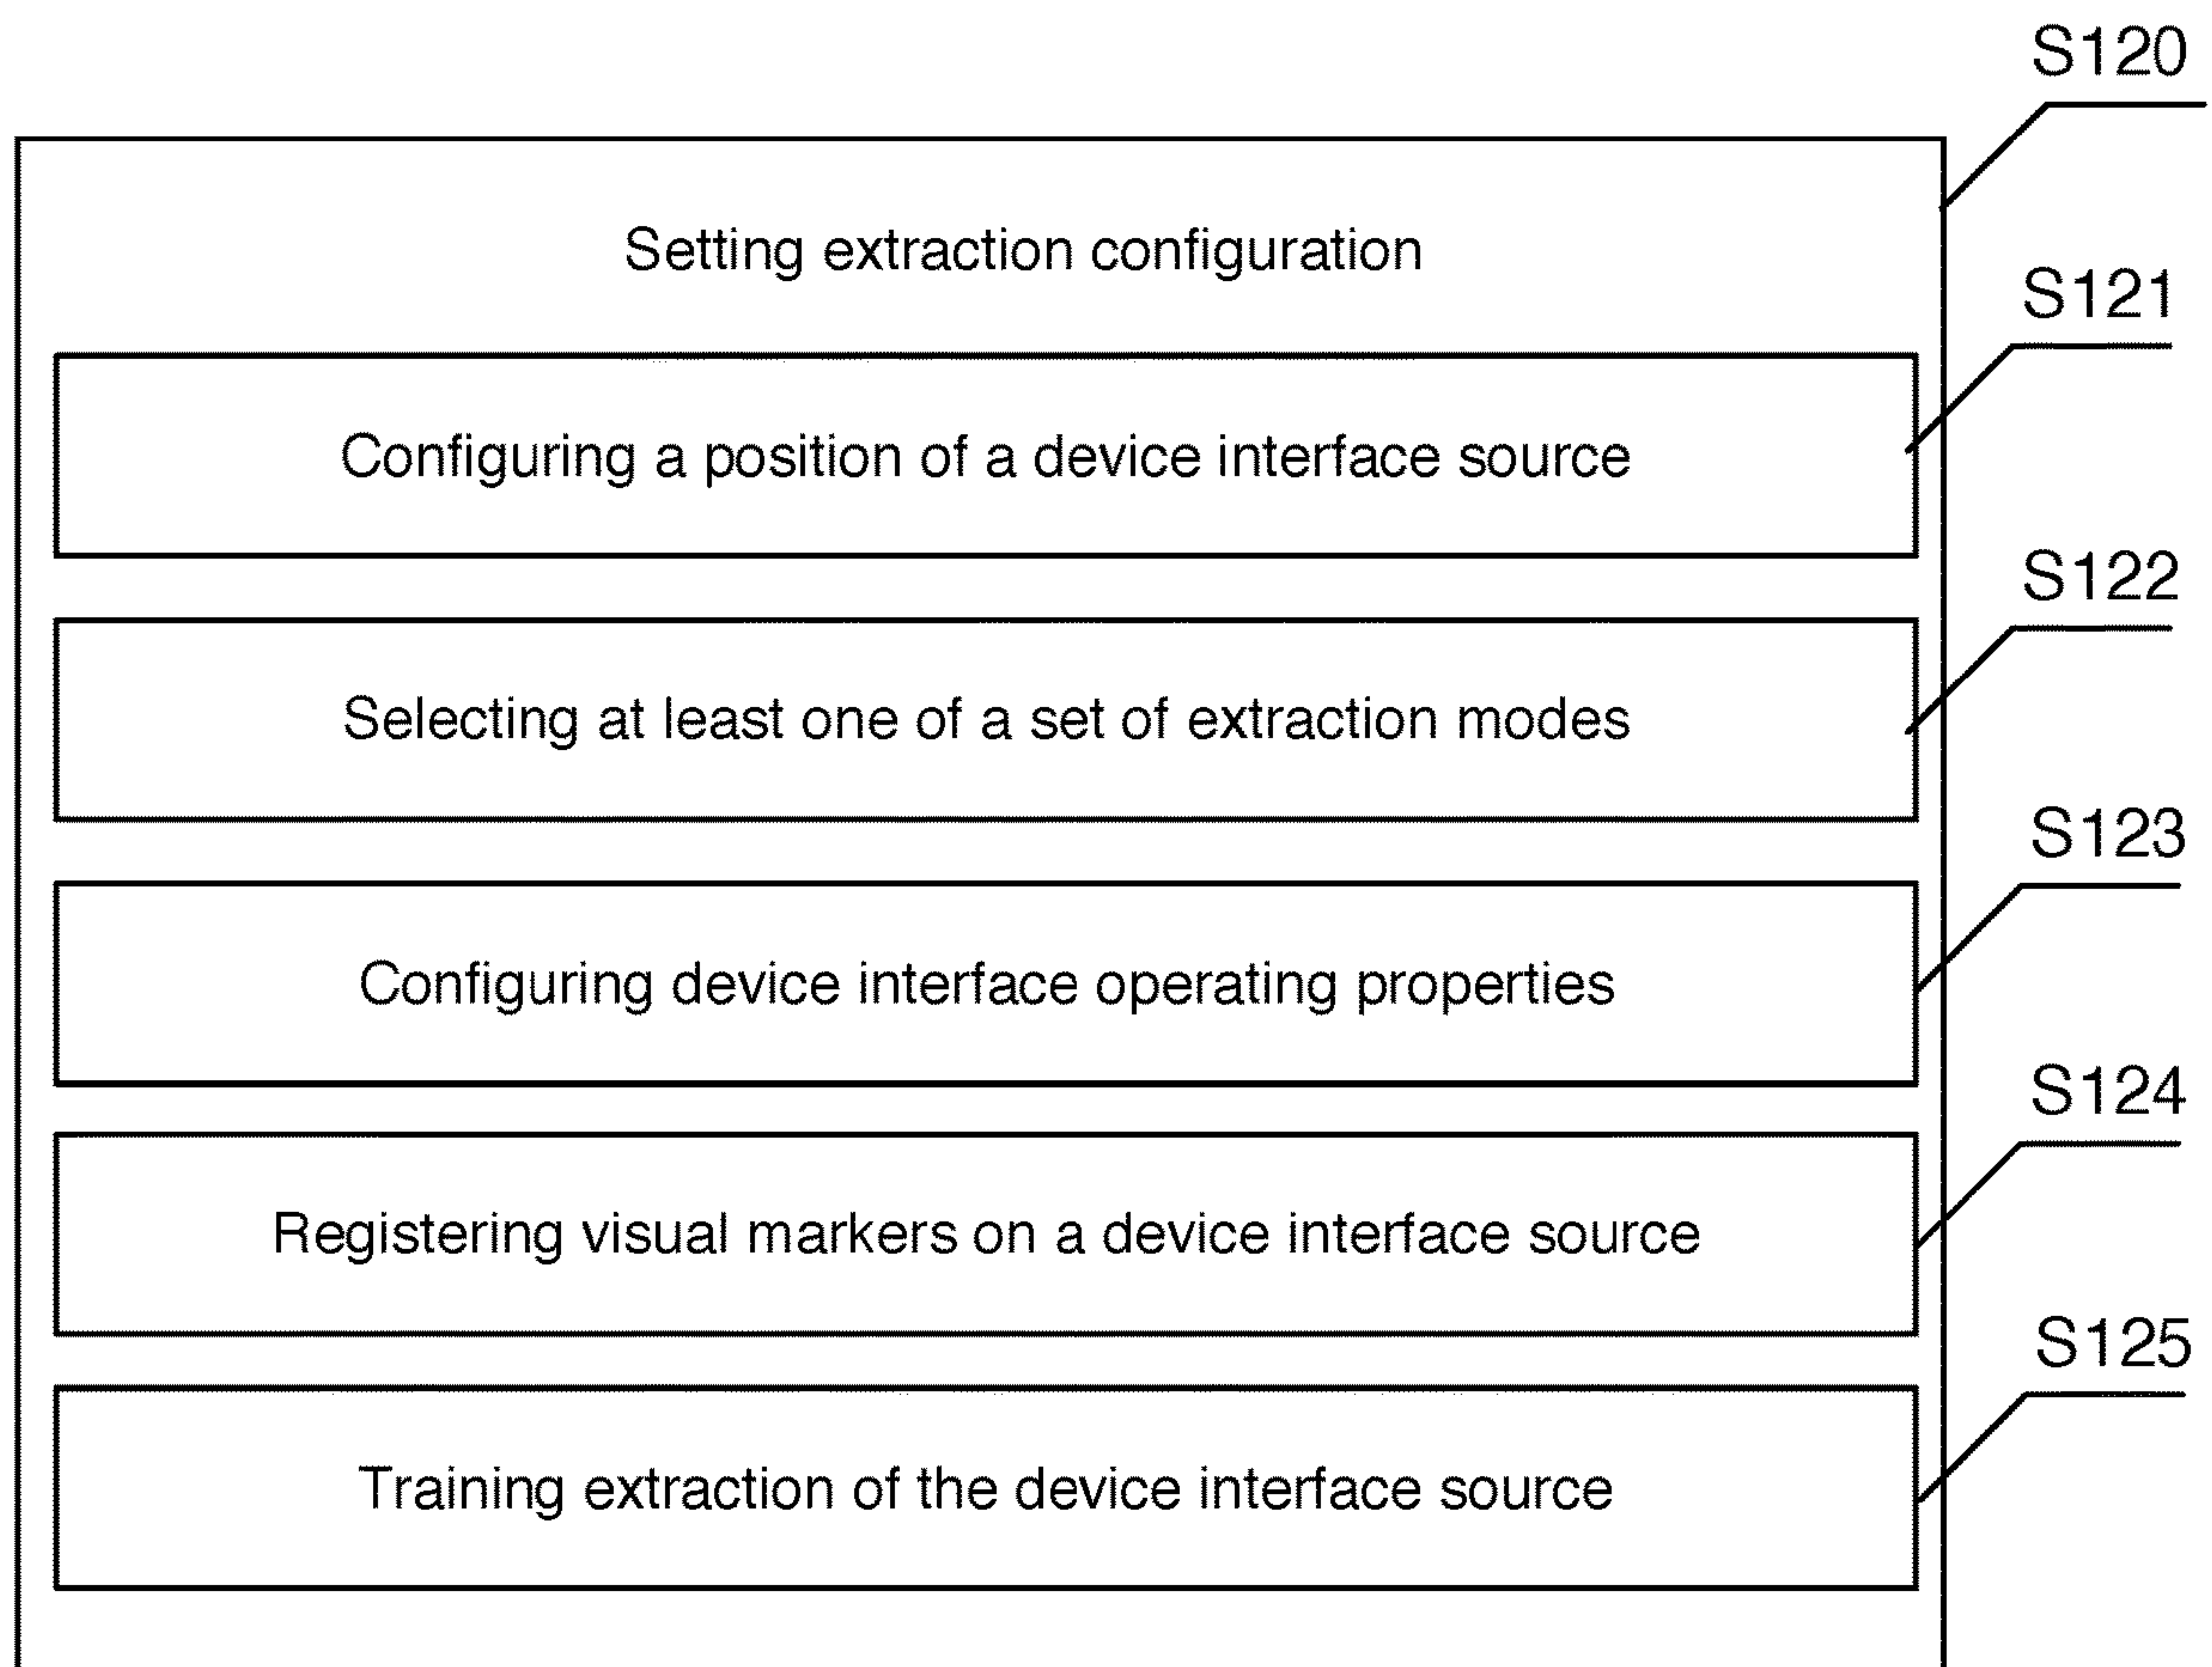 S120
Setting extraction configuration
S121
Configuring a position of a device interface source
S122
Selecting at least one of a set of extraction modes
S123
Configuring device interface operating properties
S124
Registering visual markers on a device interface source
S125
Training extraction of the device interface source